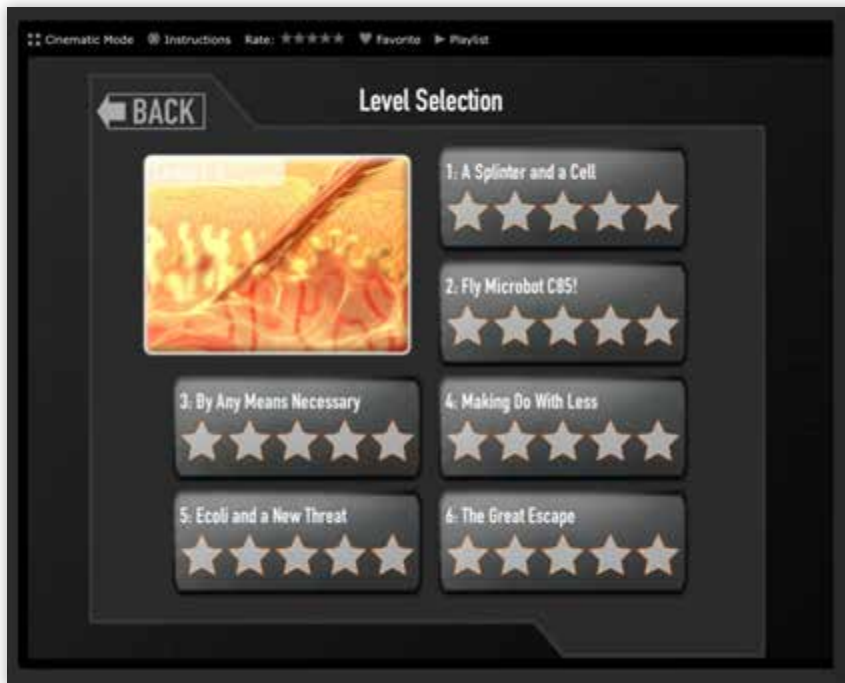 Cinematic Mode Instructions Rate: Favorite Playlist
BACK
Level Selection
1: A Splinter and a Cell
2: Fly Microbot C85!
3: By Any Means Necessary
4: Making Do With Less
5: Ecoli and a New Threat
6: The Great Escape